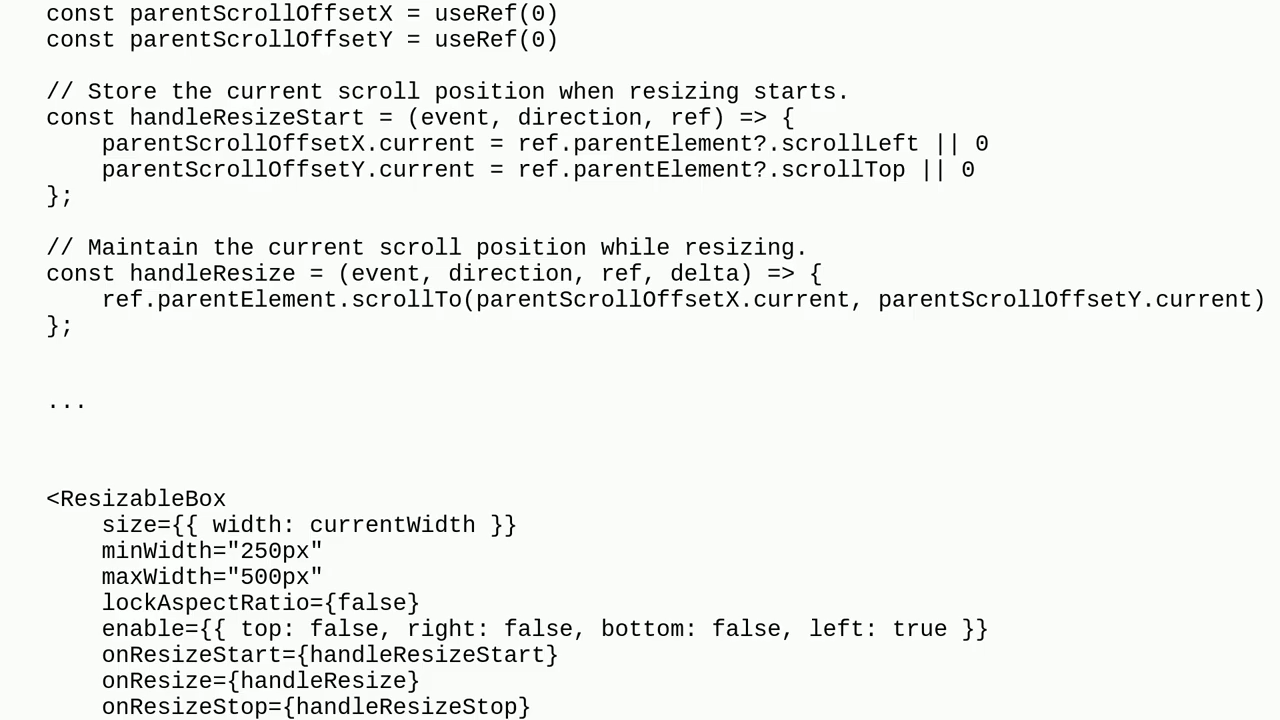 const parentScrollOffsetX = useRef(0)
const parentScrollOffsetY = useRef(0)
// Store the current scroll position when resizing starts.
const handleResizeStart = (event, direction, ref) => {
    parentScrollOffsetX.current = ref.parentElement?.scrollLeft || 0
    parentScrollOffsetY.current = ref.parentElement?.scrollTop || 0
};
// Maintain the current scroll position while resizing.
const handleResize = (event, direction, ref, delta) => {
    ref.parentElement.scrollTo(parentScrollOffsetX.current, parentScrollOffsetY.current)
};
...
<ResizableBox
    size={{ width: currentWidth }}
    minWidth="250px"
    maxWidth="500px"
    lockAspectRatio={false}
    enable={{ top: false, right: false, bottom: false, left: true }}
    onResizeStart={handleResizeStart}
    onResize={handleResize}
    onResizeStop={handleResizeStop}